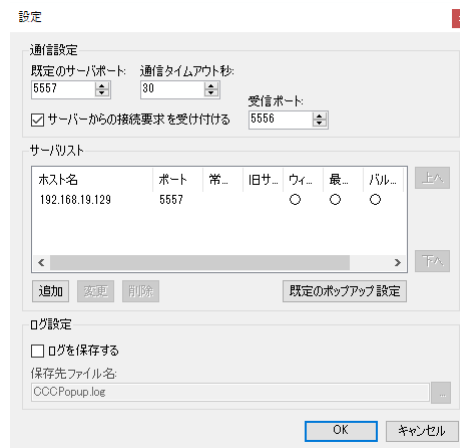 設定
通信設定
既定のサーバポート: 通信タイムアウト秒:
5557 30
受信ポート:
サーバーからの接続要求を受け付ける 5556
サーバリスト
ホスト名 ポート 常... 旧サ... ウィ... 最... バル...
192.168.19.129 5557 ○ ○ ○
上へ
下へ
追加 変更 削除 既定のポップアップ設定
ログ設定
ログを保存する
保存先ファイル名:
CCCPopup.log ...
OK キャンセル